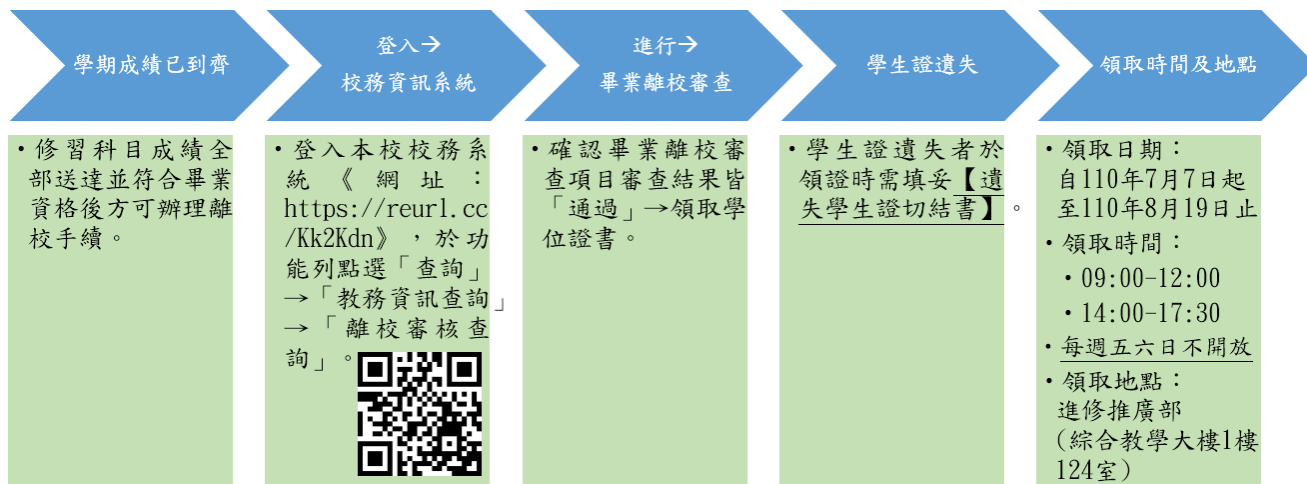 學期成績已到齊
登入→
校務資訊系統
進行→
畢業離校審查
學生證遺失
領取時間及地點
•修習科目成績全
部送達並符合畢業
資格後方可辦理離
校手續。
•登入本校校務系
統《網址：
https://reurl.cc
/Kk2Kdn》，於功
能列點選「查詢」
→「教務資訊查詢」
→「離校審核查
詢」。
•確認畢業離校審
查項目審查結果皆
「通過」→領取學
位證書。
•學生證遺失者於
領證時需填妥【遺
失學生證切結書】。
•領取日期：
自110年7月7日起
至110年8月19日止
•領取時間：
•09:00-12:00
•14:00-17:30
•每週五六日不開放
•領取地點：
進修推廣部
(綜合教學大樓1樓
124室)